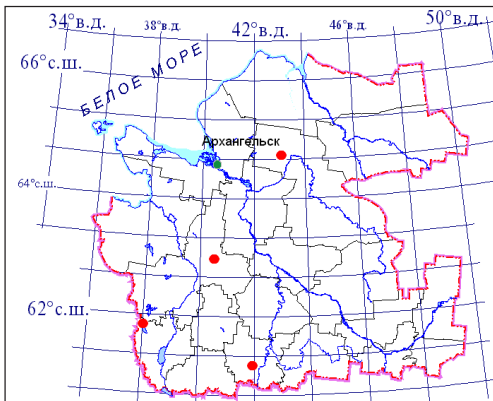 34°в.д.
38°в.д.
42°в.д.
46°в.д.
50°в.д.
66°с.ш.
БЕЛОЕ МОРЕ
Архангельск
64°с.ш.
62°с.ш.